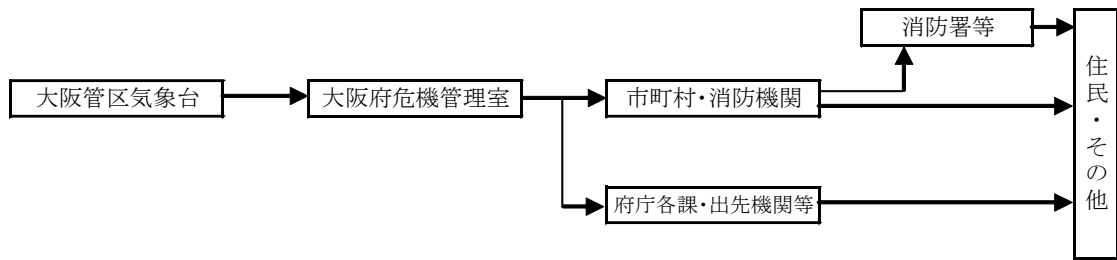 消防署等
大阪管区気象台
大阪府危機管理室
市町村・消防機関
府庁各課・出先機関等
住民・その他